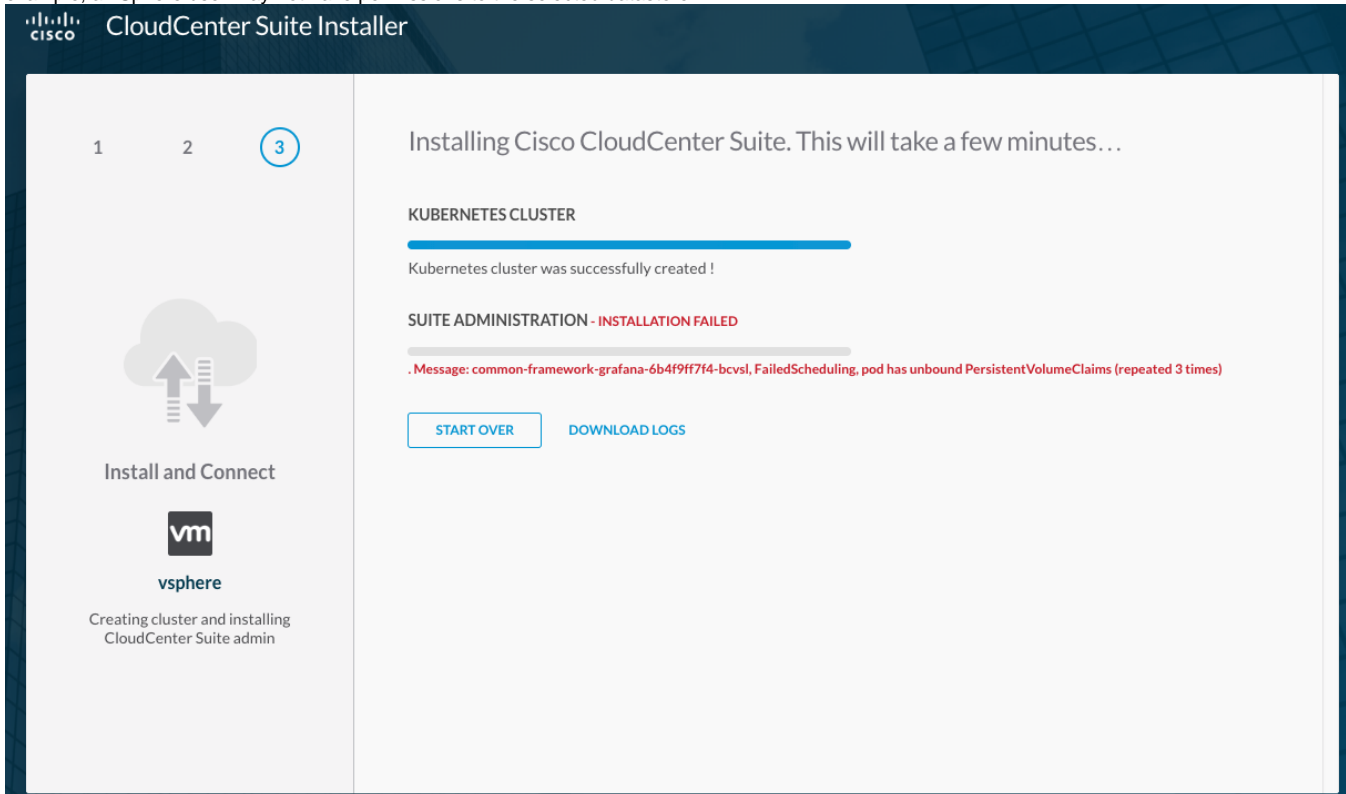 cisco
CloudCenter Suite Installer
1 2 3
Install and Connect
vm
vsphere
Creating cluster and installing
CloudCenter Suite admin
Installing Cisco CloudCenter Suite. This will take a few minutes...
KUBERNETES CLUSTER
Kubernetes cluster was successfully created !
SUITE ADMINISTRATION - INSTALLATION FAILED
. Message: common-framework-grafana-6b4f9ff7f4-bcvsl, FailedScheduling, pod has unbound PersistentVolumeClaims (repeated 3 times)
START OVER DOWNLOAD LOGS